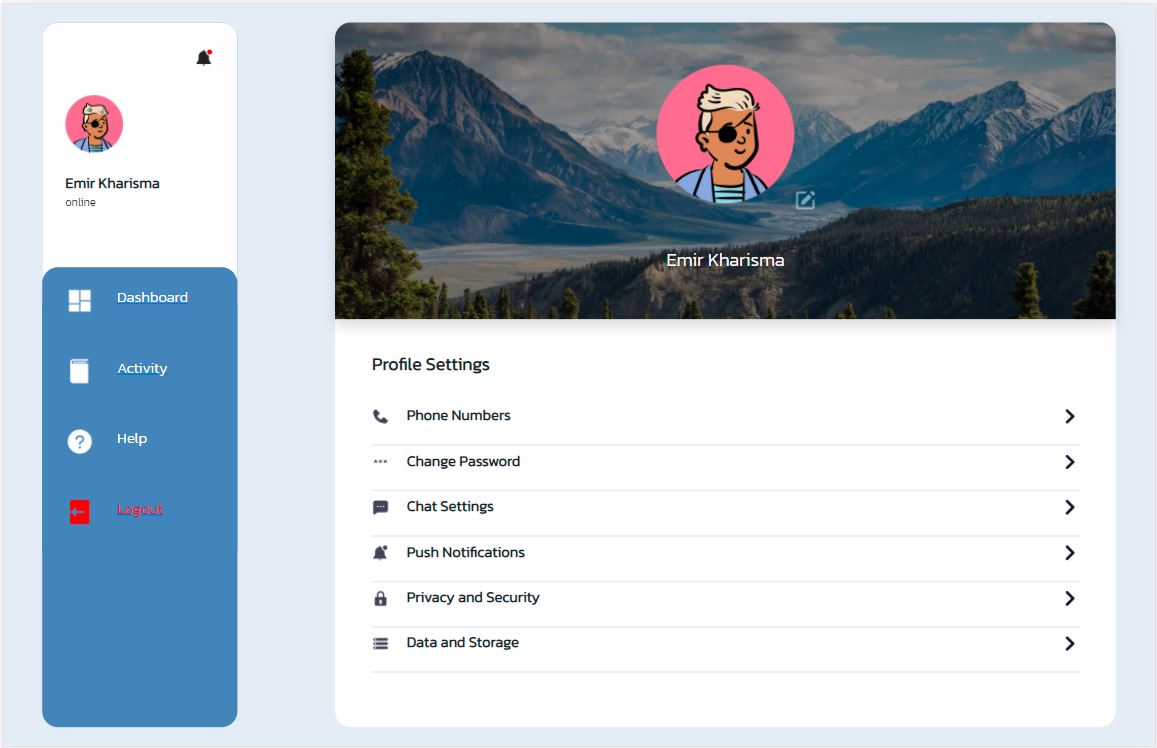 Emir Kharisma
online
Dashboard
Activity
Help
Logout
Emir Kharisma
Profile Settings
Phone Numbers
Change Password
Chat Settings
Push Notifications
Privacy and Security
Data and Storage